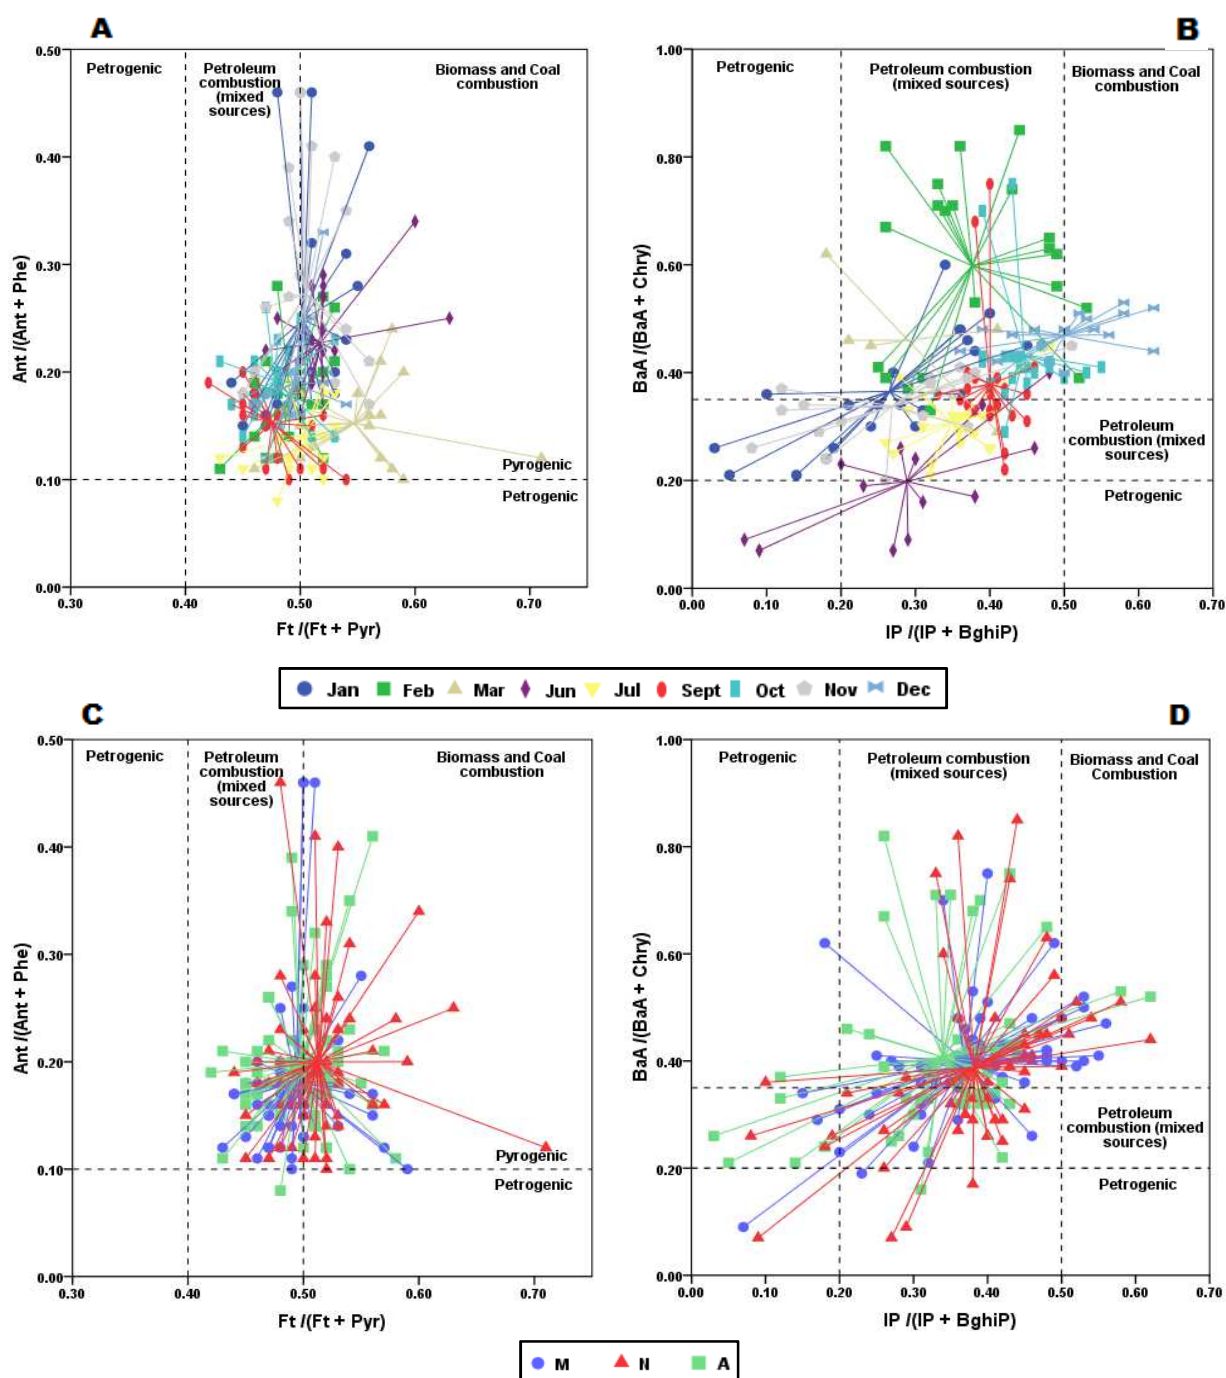 A
B
0.50
0.40
0.30
0.20
0.10
0.00
Ant /(Ant + Phe)
Petrogenic
Petroleum
combustion
(mixed
sources)
Biomass and Coal
combustion
Pyrogenic
Petrogenic
0.30
0.40
0.50
0.60
0.70
Ft /(Ft + Pyr)
1.00
0.80
0.60
0.40
0.20
0.00
BaA /(BaA + Chry)
Petrogenic
Petroleum combustion
(mixed sources)
Biomass and Coal
combustion
Petroleum
combustion (mixed
sources)
Petrogenic
0.00
0.10
0.20
0.30
0.40
0.50
0.60
0.70
IP /(IP + BghiP)
Jan Feb Mar Jun Jul Sept Oct Nov Dec
C
D
0.50
0.40
0.30
0.20
0.10
0.00
Ant /(Ant + Phe)
Petrogenic
Petroleum
combustion
(mixed
sources)
Biomass and Coal
combustion
Pyrogenic
Petrogenic
0.30
0.40
0.50
0.60
0.70
Ft /(Ft + Pyr)
1.00
0.80
0.60
0.40
0.20
0.00
BaA /(BaA + Chry)
Petrogenic
Petroleum combustion
(mixed sources)
Biomass and Coal
Combustion
Petroleum
combustion (mixed
sources)
Petrogenic
0.00
0.10
0.20
0.30
0.40
0.50
0.60
0.70
IP /(IP + BghiP)
M N A